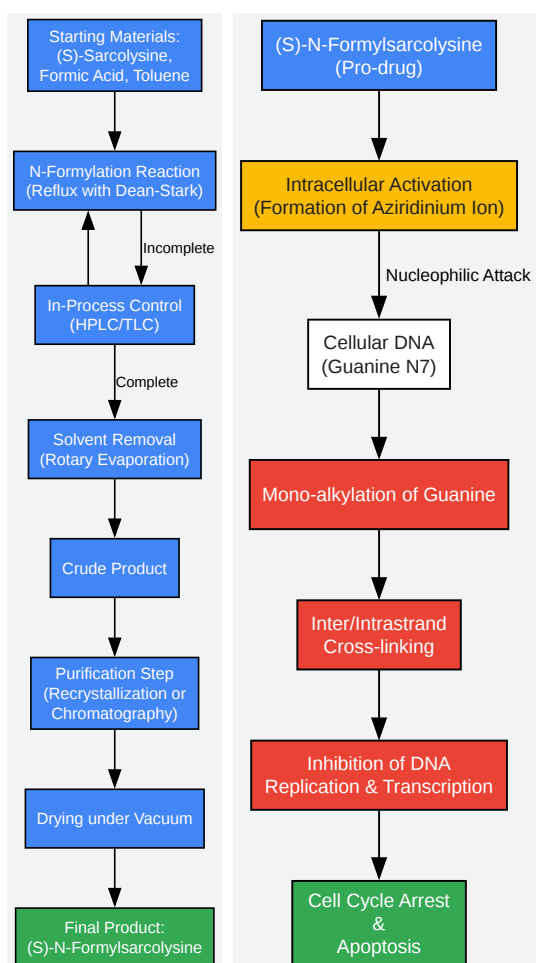 Starting Materials:
(S)-Sarcolysine,
Formic Acid, Toluene
N-Formylation Reaction
(Reflux with Dean-Stark)
Incomplete
In-Process Control
(HPLC/TLC)
Complete
Solvent Removal
(Rotary Evaporation)
Crude Product
Purification Step
(Recrystallization or
Chromatography)
Drying under Vacuum
Final Product:
(S)-N-Formylsarcolysine
(S)-N-Formylsarcolysine
(Pro-drug)
Intracellular Activation
(Formation of Aziridinium Ion)
Nucleophilic Attack
Cellular DNA
(Guanine N7)
Mono-alkylation of Guanine
Inter/Intrastrand
Cross-linking
Inhibition of DNA
Replication & Transcription
Cell Cycle Arrest
&
Apoptosis